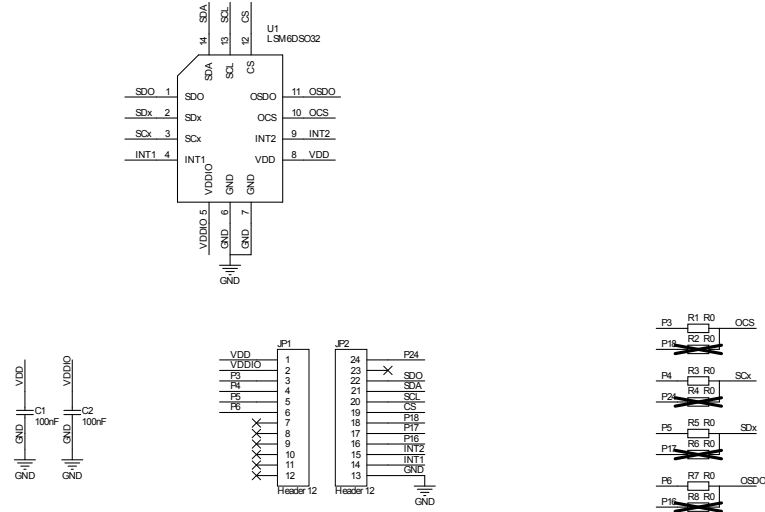 SDA
SCL
CS
U1
LSM6DSO32
14
13
12
SDA
SCL
CS
SDO 1 SDO
OSDO 11 OSDO
SDx 2 SDx
OCS 10 OCS
SCx 3 SCx
INT2 9 INT2
INT1 4 INT1
VDD 8 VDD
VDDIO
GND
GND
5
6
7
VDDIO
GND
GND
GND
VDD
C1
100nF
GND
GND
VDDIO
C2
100nF
GND
GND
JP1
VDD 1
VDDIO 2
P3 3
P4 4
P5 5
P6 6
7
8
9
10
11
12
Header 12
JP2
24 P24
23
22 SDO
21 SDA
20 SCL
19 CS
18 P18
17 P17
16 P16
15 INT2
14 INT1
13 GND
Header 12
GND
P3 R1 R0 OCS
P18 R2 R0
P4 R3 R0 SCx
P24 R4 R0
P5 R5 R0 SDx
P17 R6 R0
P6 R7 R0 OSDO
P16 R8 R0